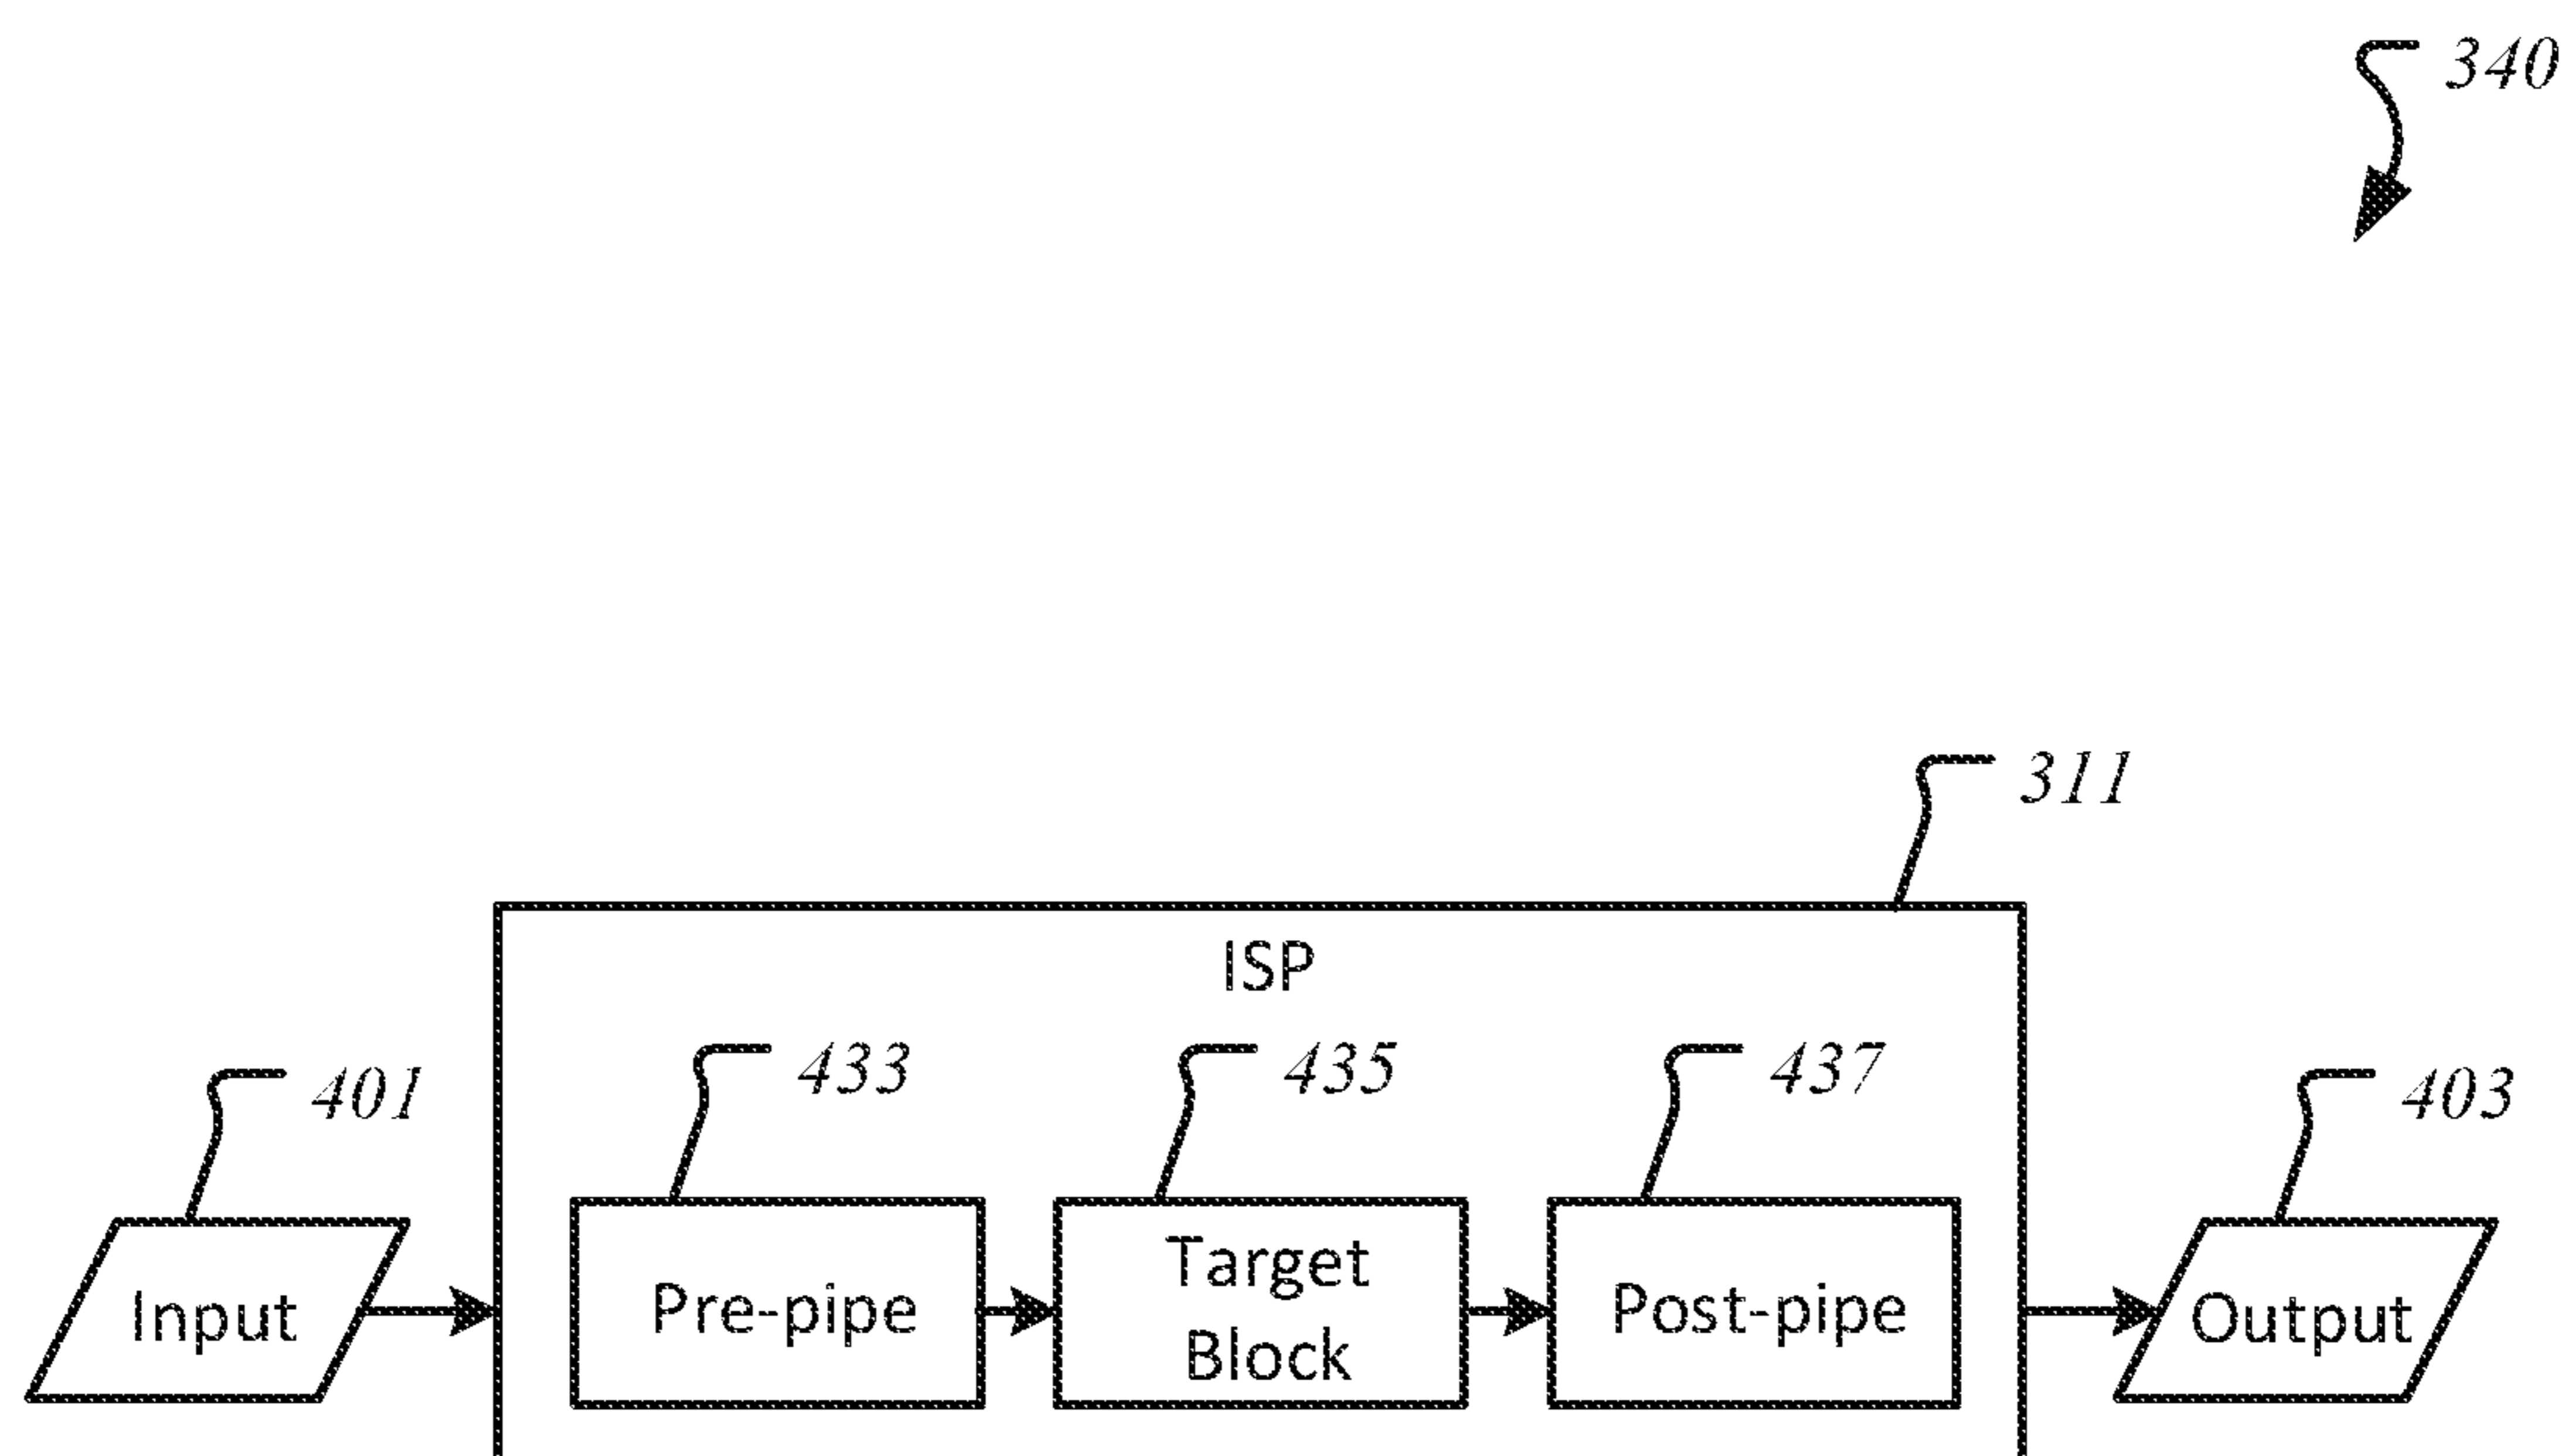 340
311
ISP
433
435
437
401
403
Input
Pre-pipe
Target
Block
Post-pipe
Output